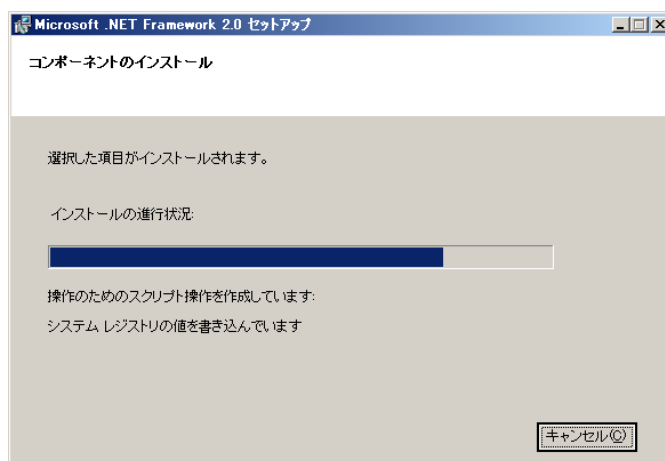 Microsoft .NET Framework 2.0 セットアップ
コンポーネントのインストール
選択した項目がインストールされます。
インストールの進行状況:
操作のためのスクリプト操作を作成しています:
システム レジストリの値を書き込んでいます
キャンセル(C)